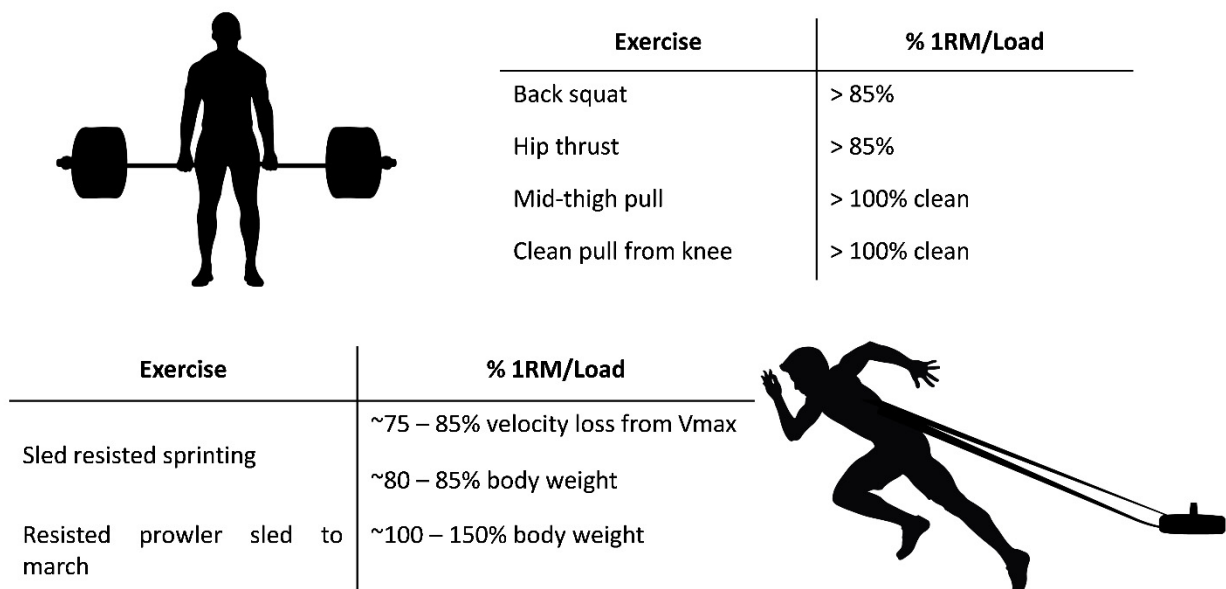 Exercise % 1RM/Load
Back squat > 85%
Hip thrust > 85%
Mid-thigh pull > 100% clean
Clean pull from knee > 100% clean
Exercise % 1RM/Load
Sled resisted sprinting
~75 – 85% velocity loss from Vmax
~80 – 85% body weight
Resisted prowler sled to ~100 – 150% body weight
march